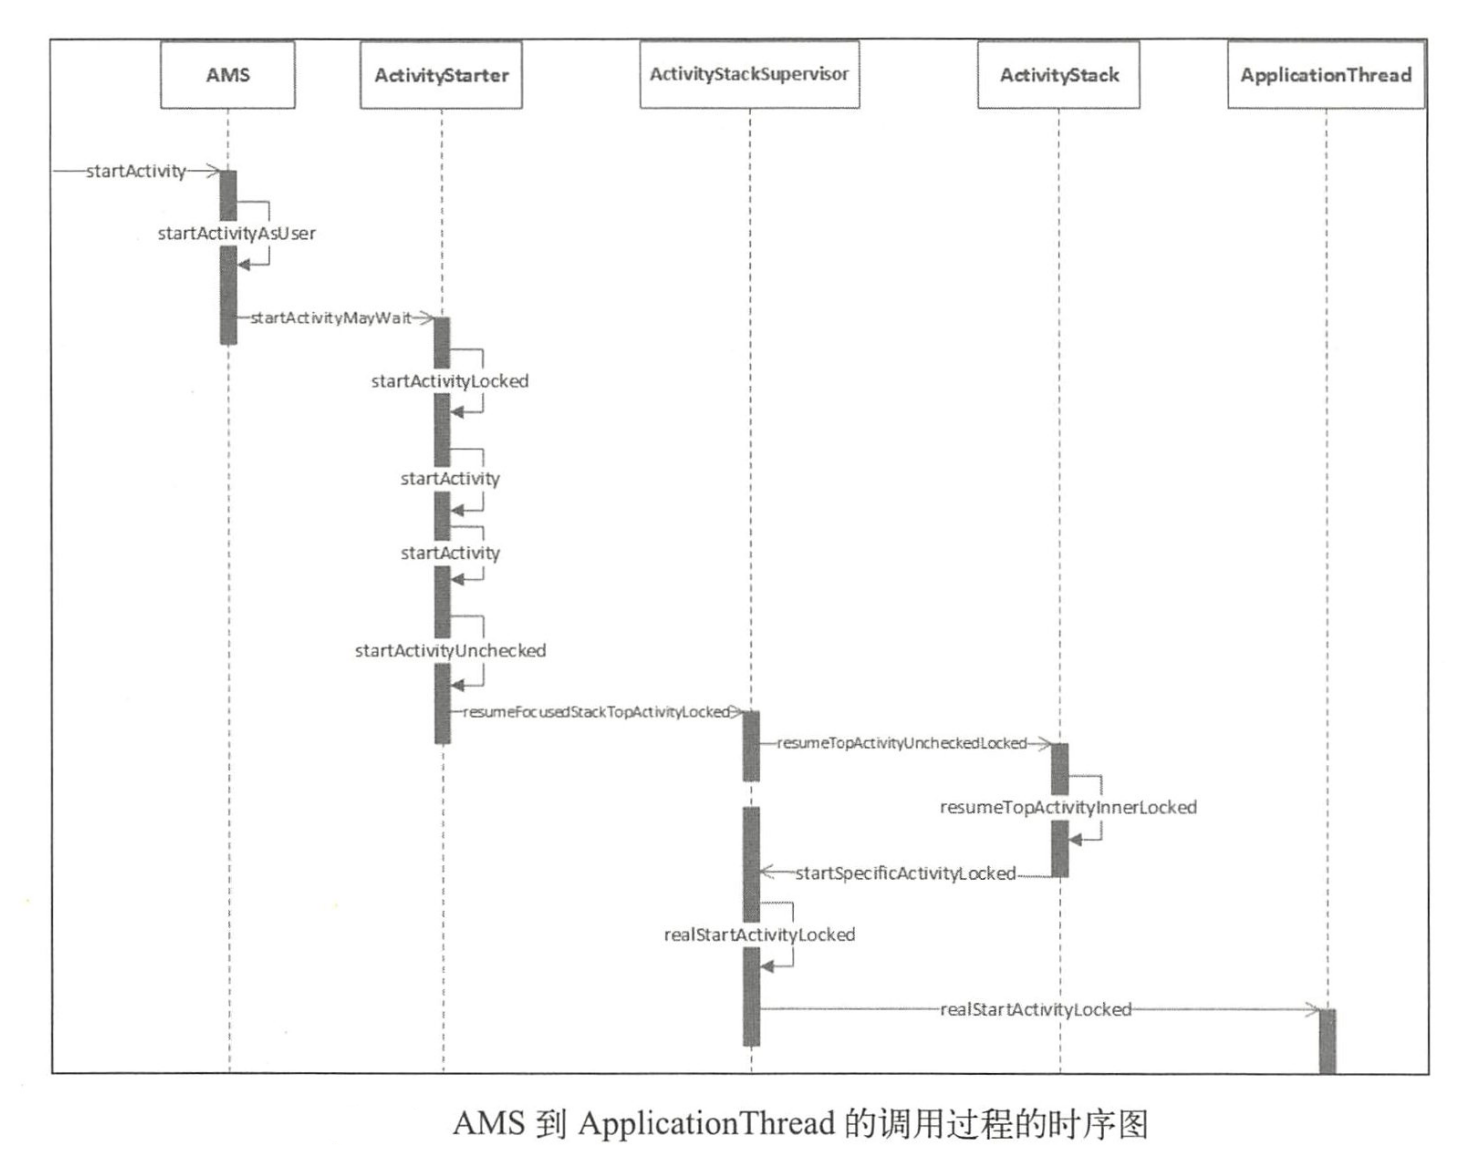 AMS
ActivityStarter
ActivityStackSupervisor
ActivityStack
ApplicationThread
startActivity
startActivityAsUser
startActivityMayWait
startActivityLocked
startActivity
startActivity
startActivityUnchecked
resumeFocusedStackTopActivityLocked
resumeTopActivityUncheckedLocked
resumeTopActivityInnerLocked
startSpecificActivityLocked
realStartActivityLocked
realStartActivityLocked
AMS 到 ApplicationThread 的调用过程的时序图